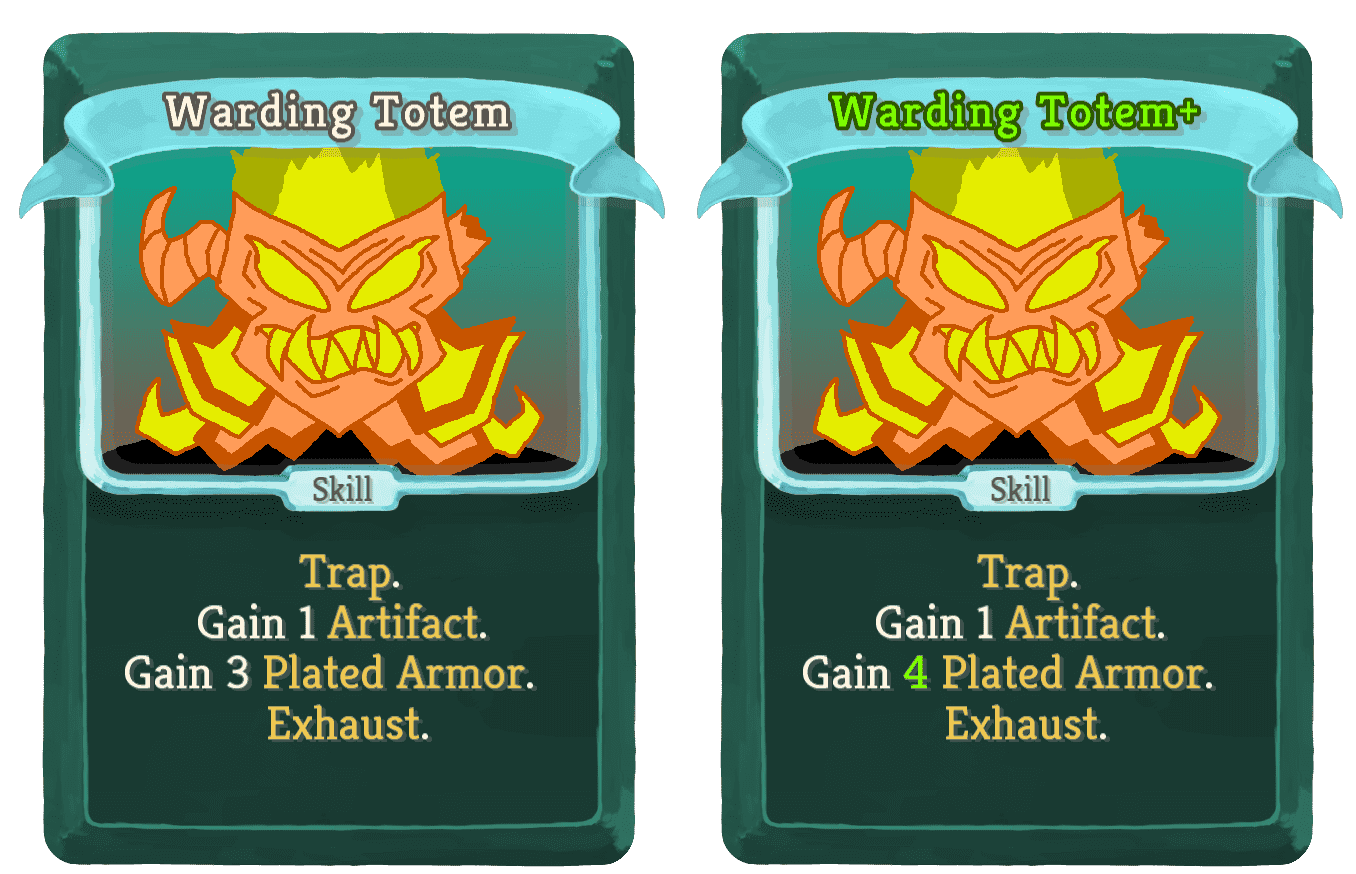 Warding Totem
Skill
Trap.
Gain 1 Artifact.
Gain 3 Plated Armor.
Exhaust.
Warding Totem+
Skill
Trap.
Gain 1 Artifact.
Gain 4 Plated Armor.
Exhaust.